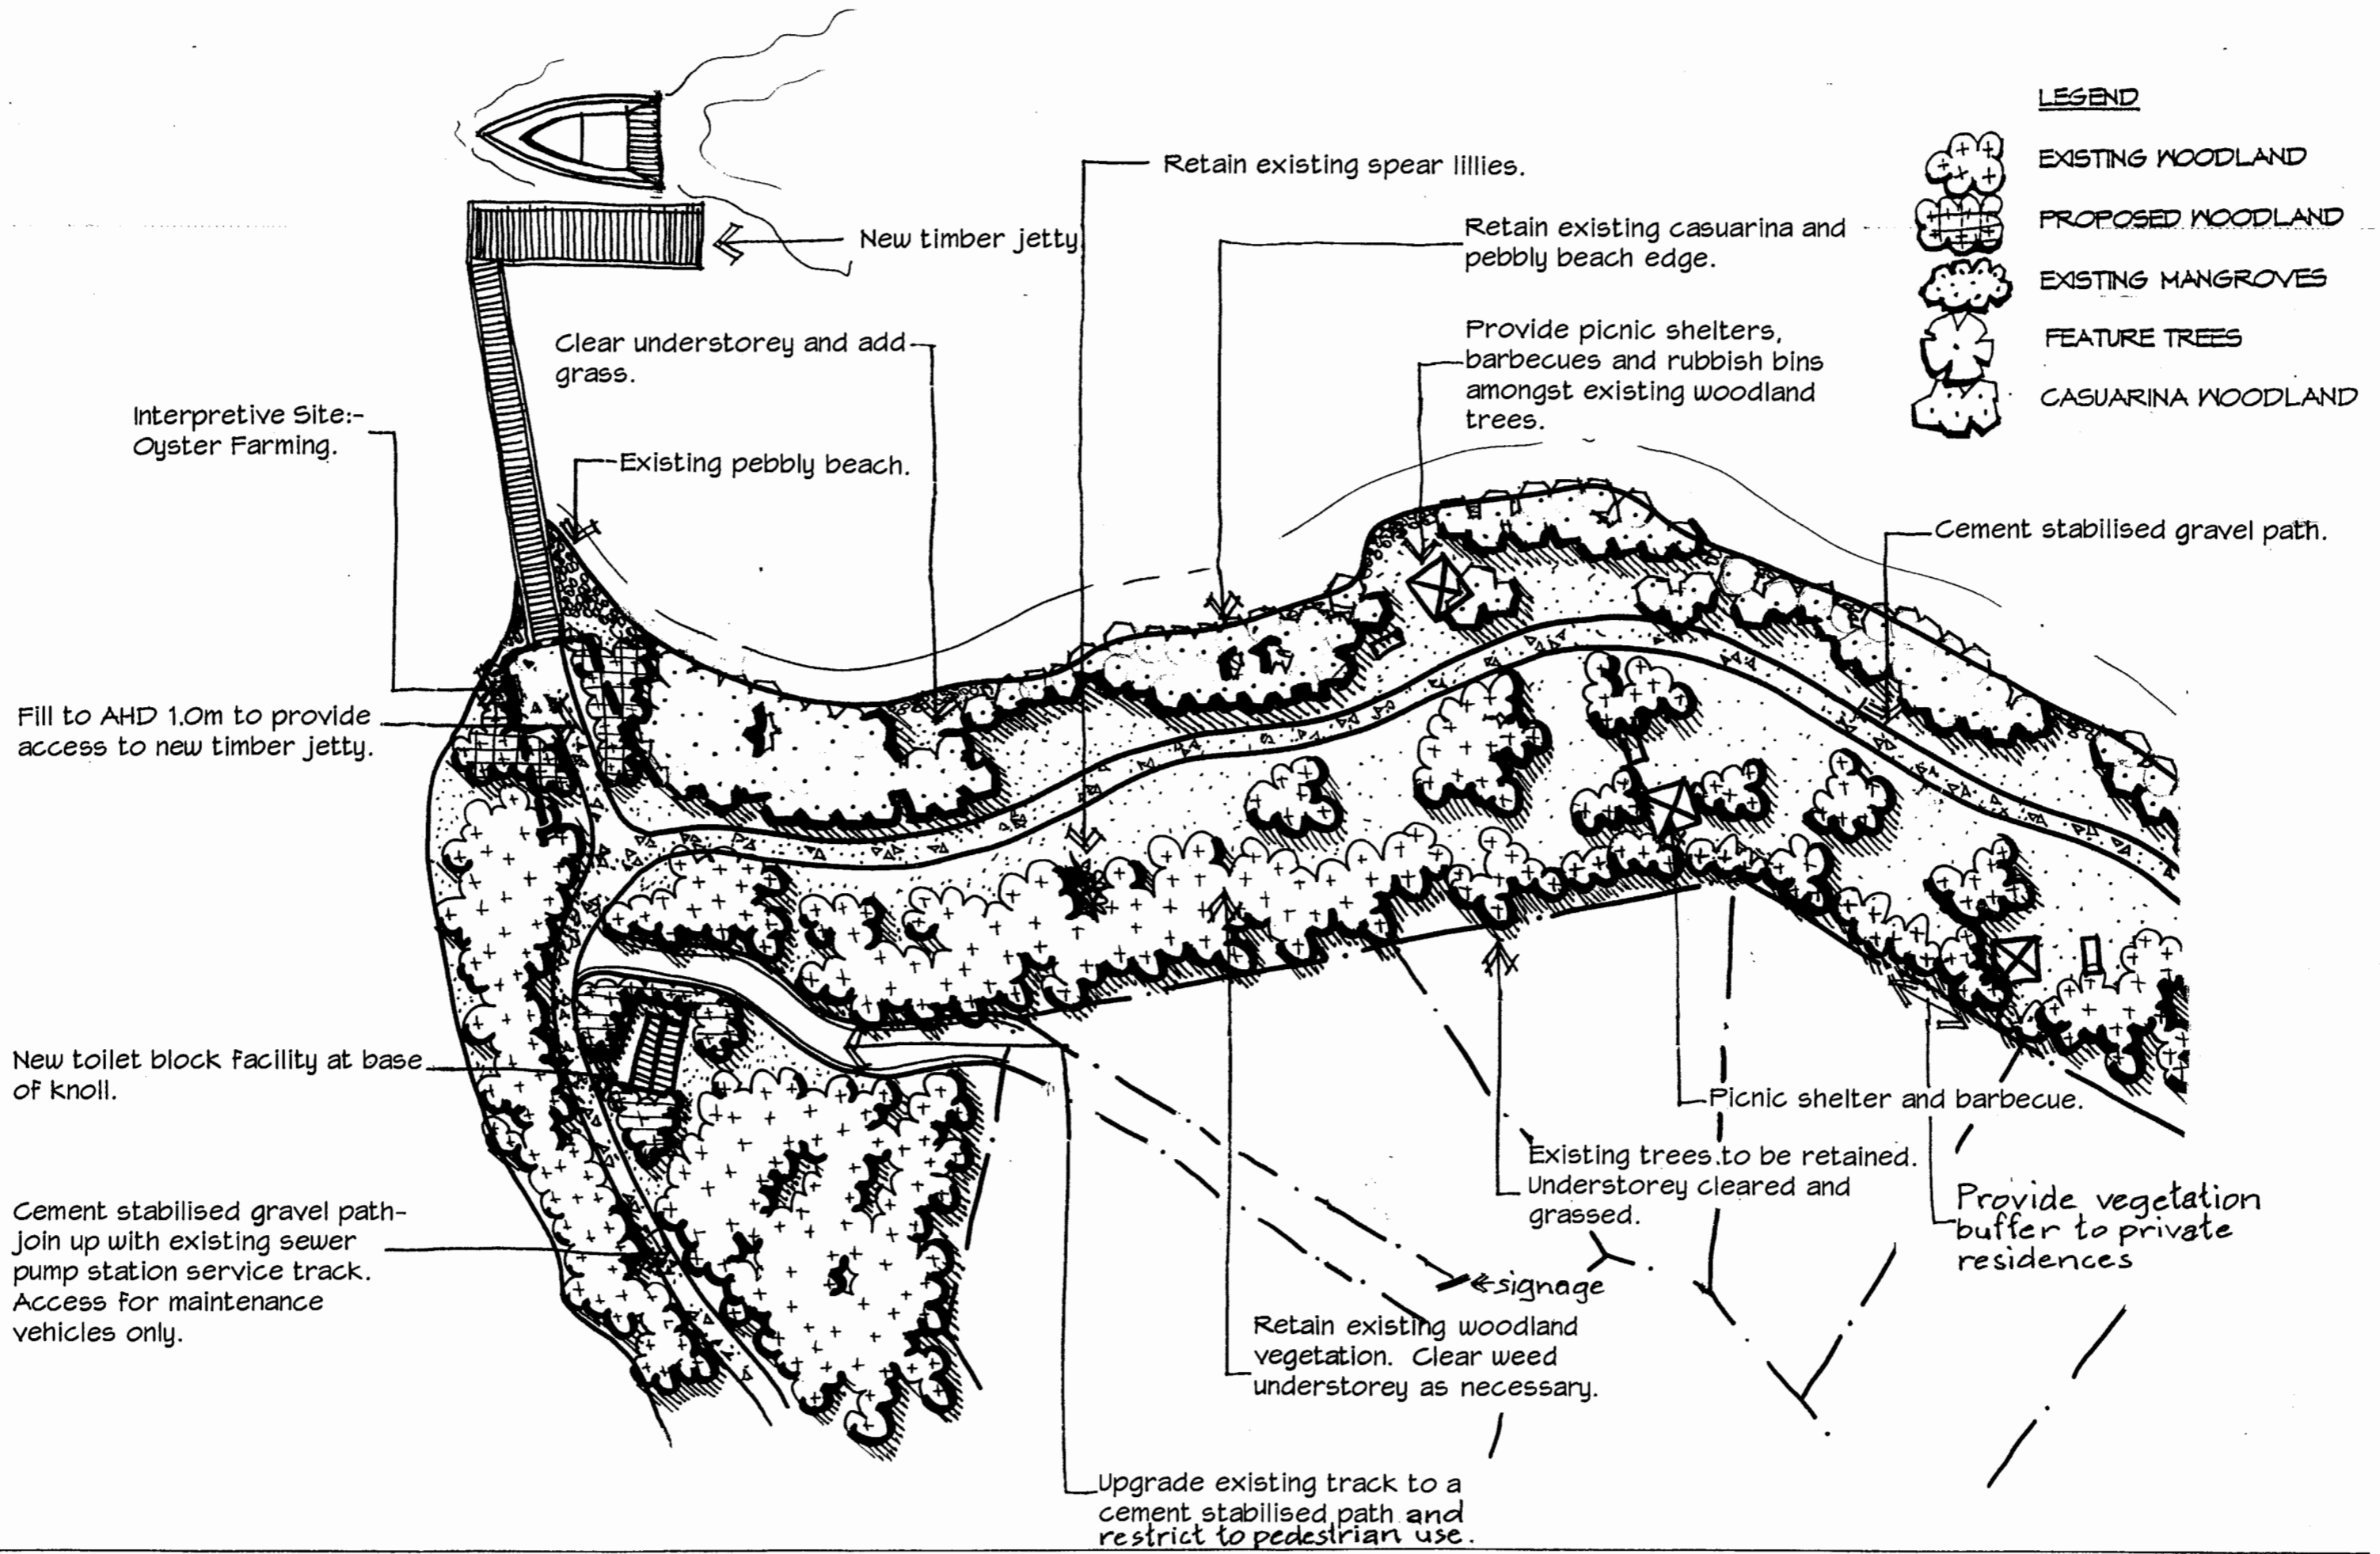 LEGEND
EXISTING WOODLAND
PROPOSED WOODLAND
EXISTING MANGROVES
FEATURE TREES
CASUARINA WOODLAND
Retain existing spear lillies.
New timber jetty
Retain existing casuarina and
pebbly beach edge.
Clear understorey and add
grass.
Provide picnic shelters,
barbecues and rubbish bins
amongst existing woodland
trees.
Interpretive Site:-
Oyster Farming.
Existing pebbly beach.
Cement stabilised gravel path.
Fill to AHD 1.0m to provide
access to new timber jetty.
New toilet block facility at base
of knoll.
Picnic shelter and barbecue.
Existing trees to be retained.
Understorey cleared and
grassed.
Provide vegetation
buffer to private
residences
Cement stabilised gravel path-
join up with existing sewer
pump station service track.
Access for maintenance
vehicles only.
signage
Retain existing woodland
vegetation. Clear weed
understorey as necessary.
Upgrade existing track to a
cement stabilised path and
restrict to pedestrian use.